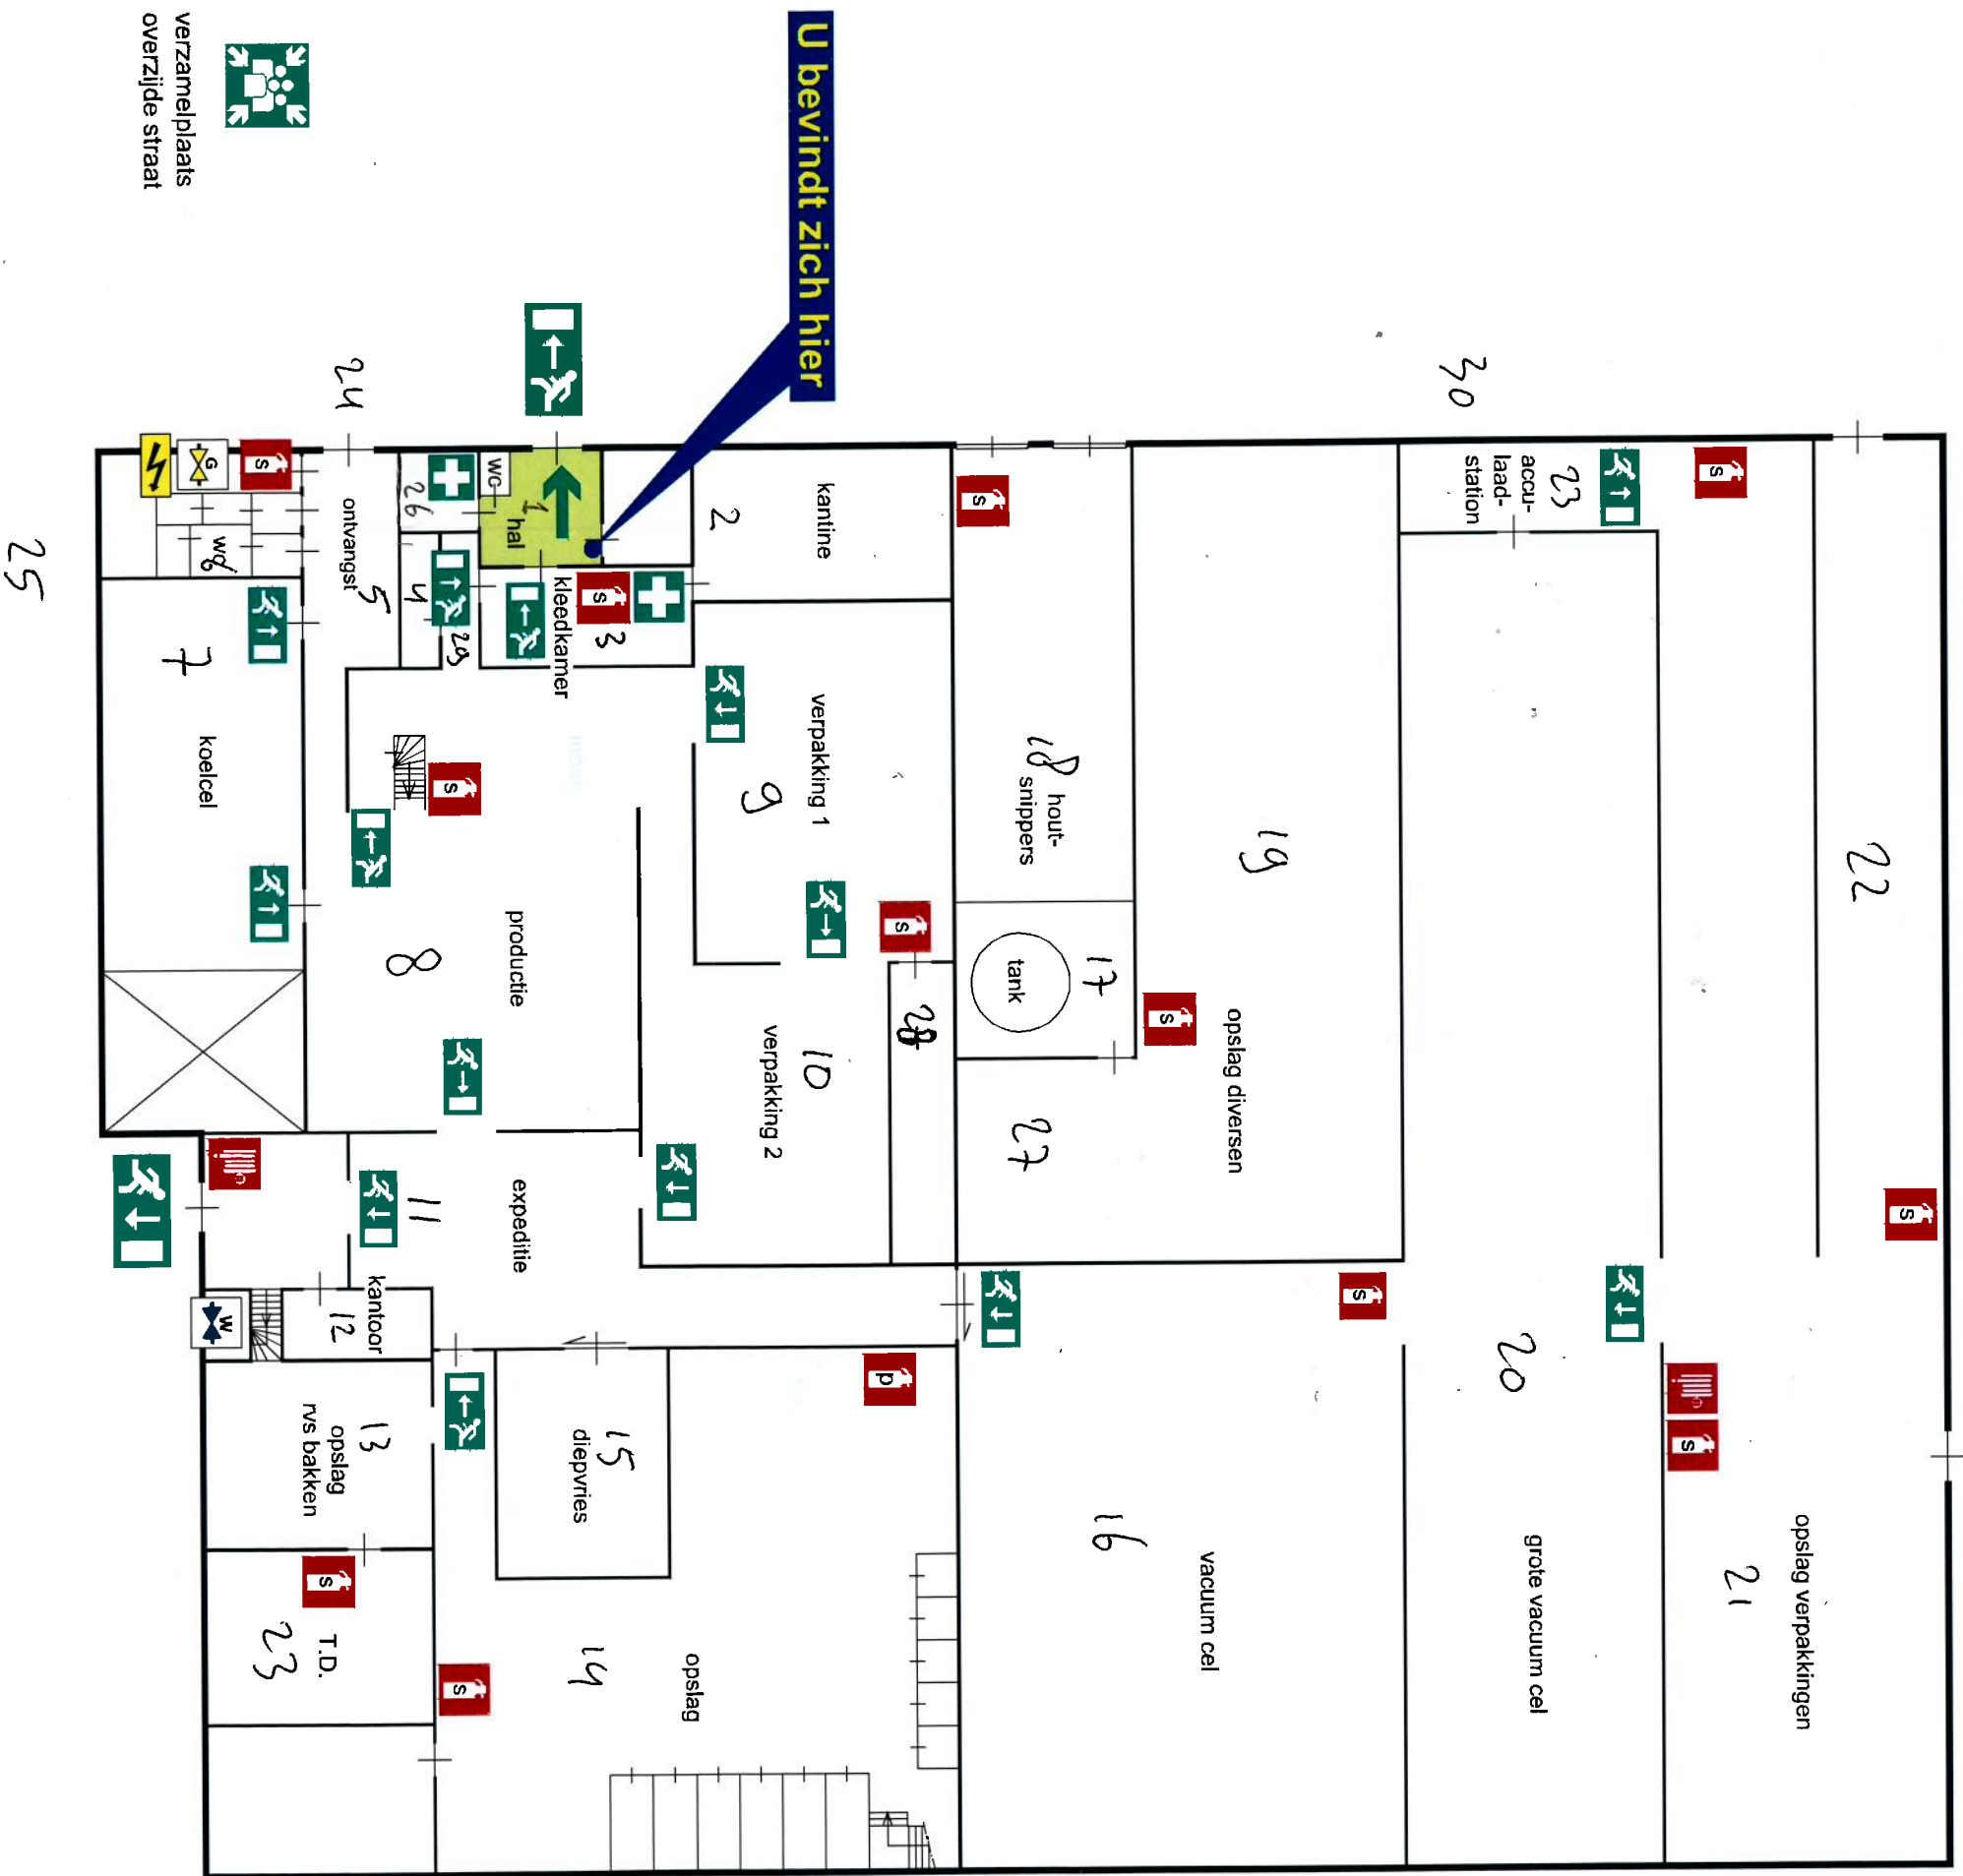 U bevindt zich hier
verzamelplaats
overzijde straat
30
22
23
accu-
laad-
station
s
s
opslag verpakkingen
21
s
20
grote vacuum cel
19
opslag diversen
s
s
vacuum cel
16
s
18 hout-
snippers
17
tank
27
kantine
2
verpakking 1
9
s
28
10
verpakking 2
p
wc
1
hal
kleedkamer
s
3
26
4
29
24
ontvangst
5
s
productie
8
expeditie
11
kantoor
12
15
diepvries
opslag
14
s
25
G
s
wc
6
7
koelcel
W
13
opslag
rvs bakken
s
T.D.
23